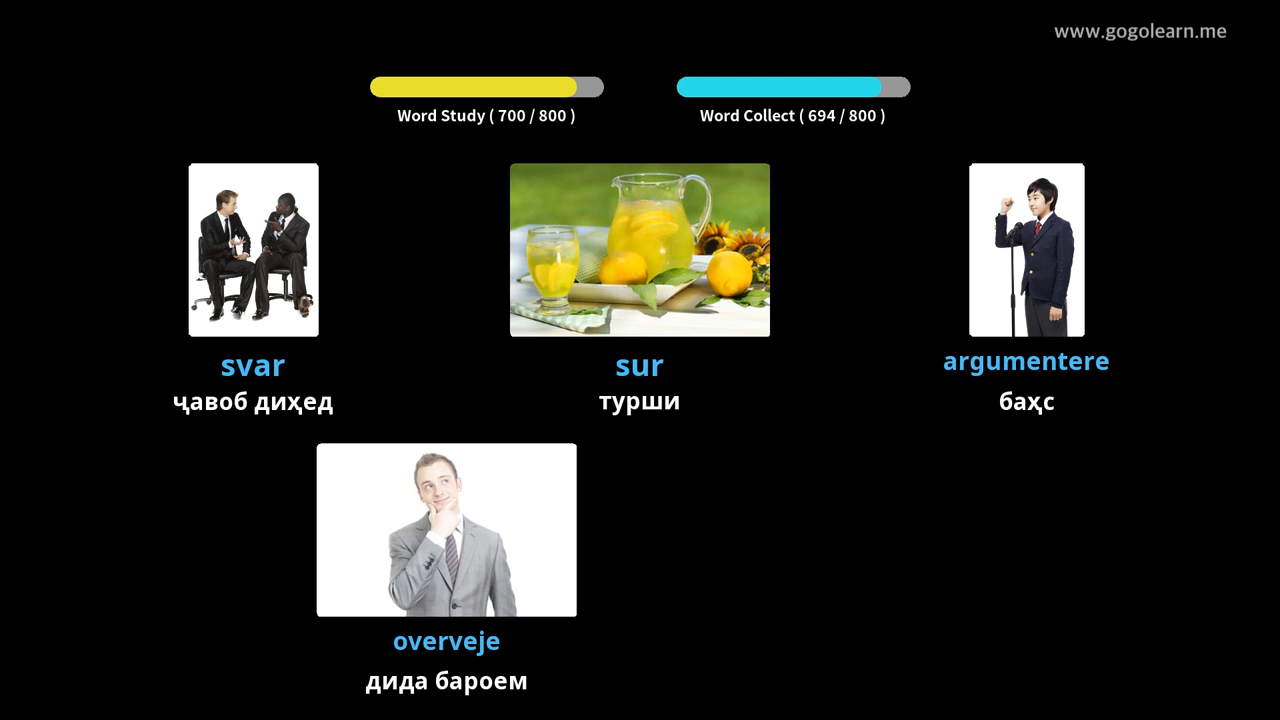 www.gogolearn.me
Word Study ( 700 / 800 )
Word Collect ( 694 / 800 )
svar
ҷавоб диҳед
sur
турши
argumentere
баҳс
overveje
дида бароем